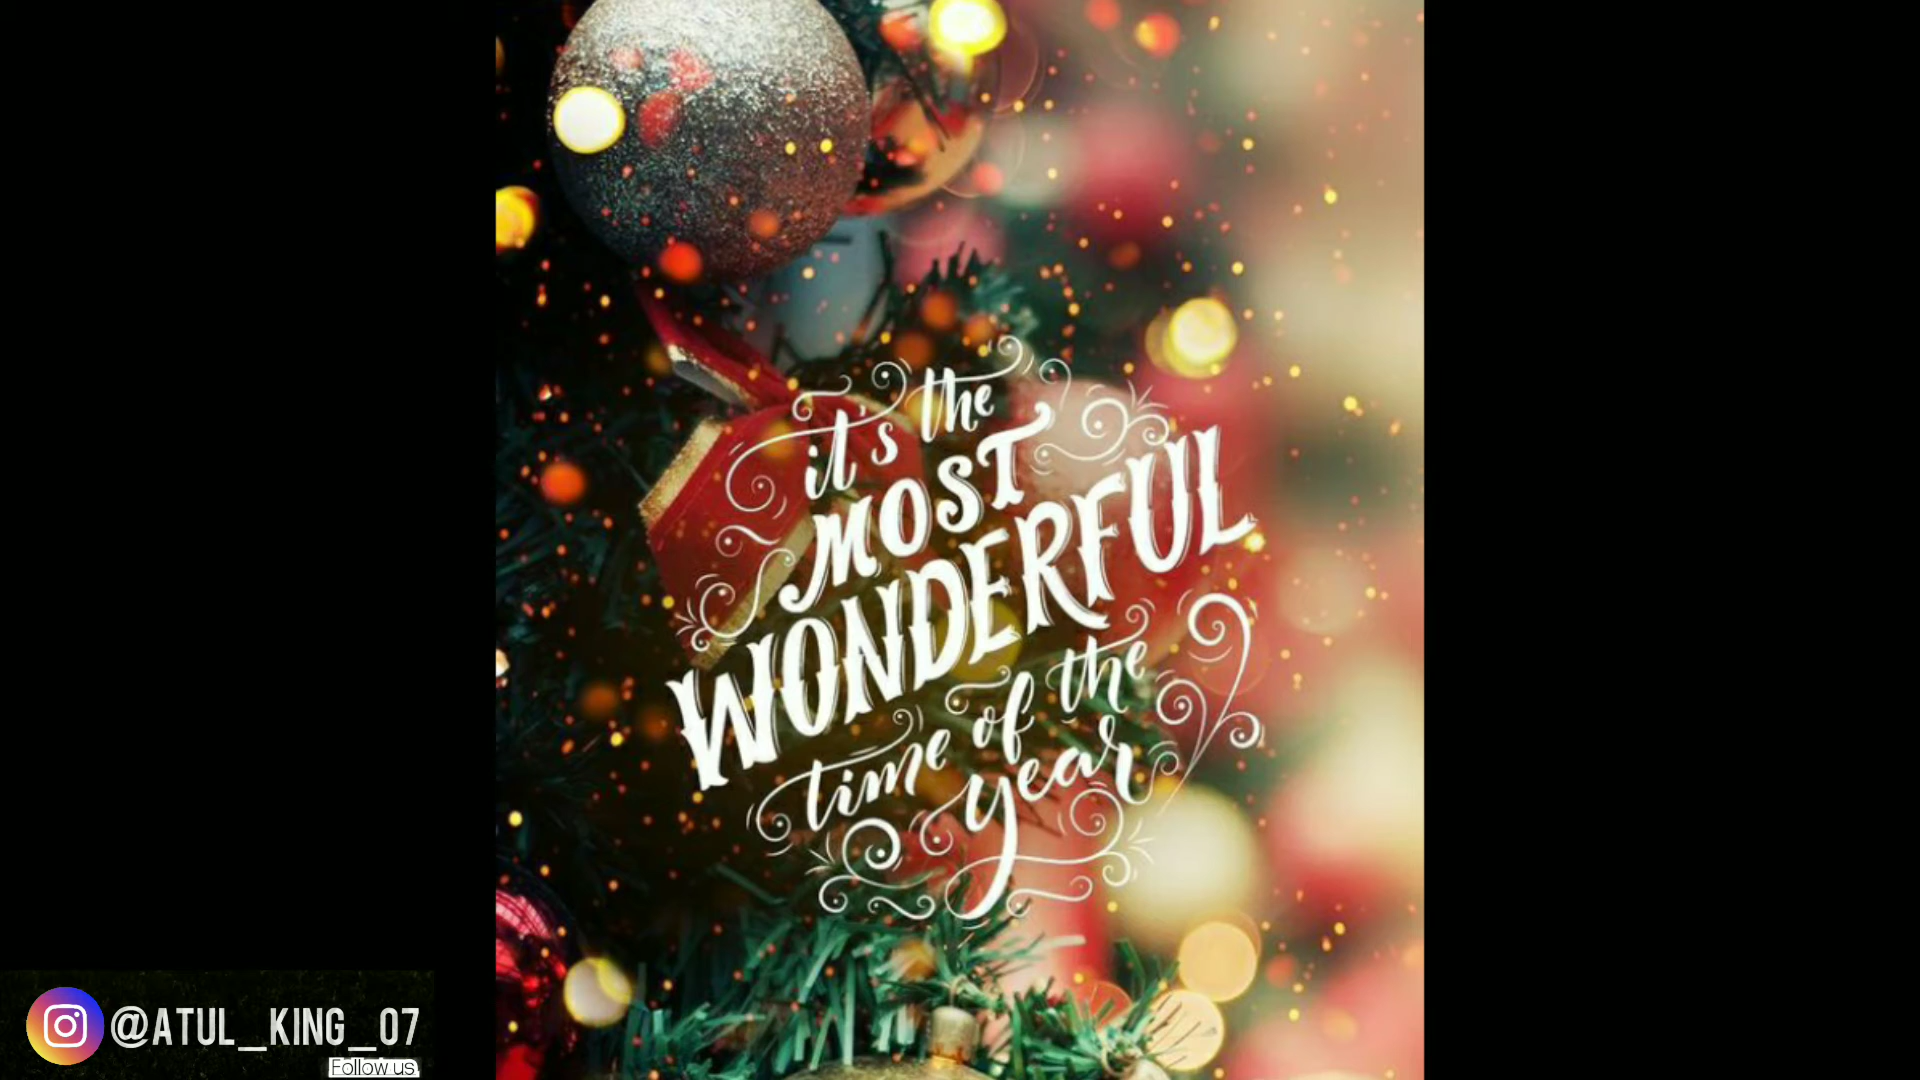 it's the
MOST
WONDERFUL
time of the
year
@ATUL_KING_07
Follow us